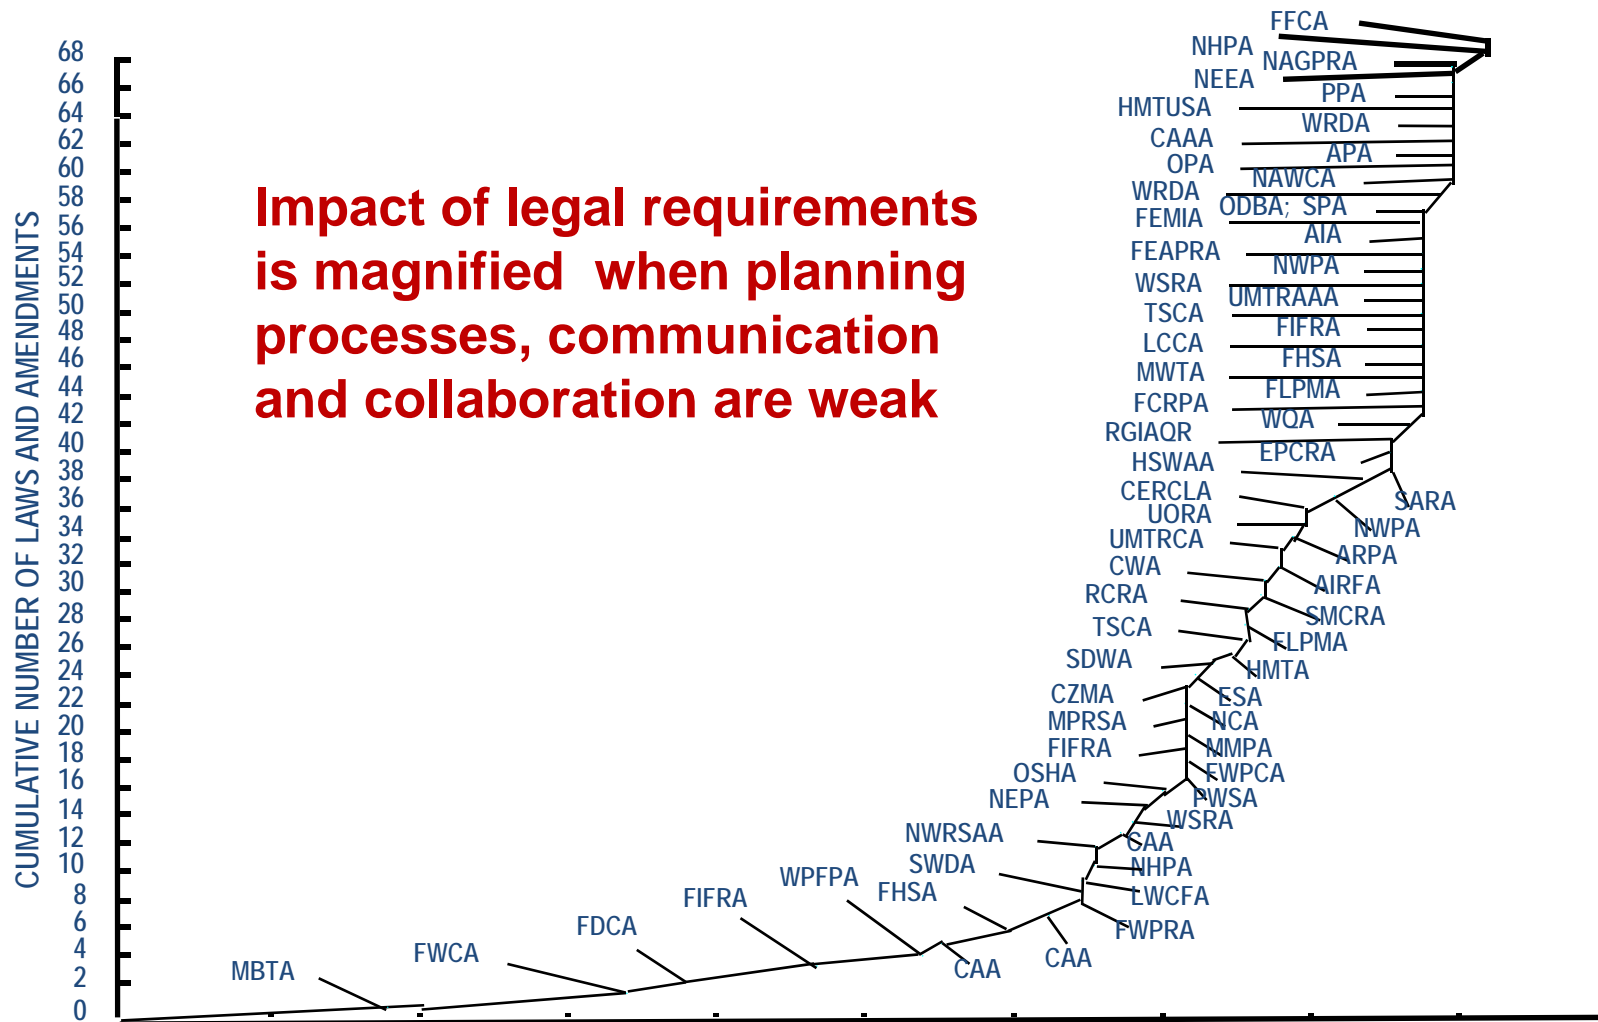 FFCA
NHPA
NAGPRA
NEEA
PPA
HMTUSA
WRDA
CAAA
APA
OPA
NAWCA
WRDA
ODBA; SPA
FEMIA
AIA
FEAPRA
NWPA
WSRA
UMTRAAA
TSCA
FIFRA
LCCA
FHSA
MWTA
FLPMA
FCRPA
WQA
RGIAQR
EPCRA
HSWAA
CERCLA
SARA
UORA
NWPA
UMTRCA
ARPA
CWA
AIRFA
RCRA
SMCRA
TSCA
FLPMA
SDWA
HMTA
CZMA
ESA
MPRSA
NCA
FIFRA
MMPA
OSHA
FWPCA
NEPA
PWSA
WSRA
NWRSAA
CAA
SWDA
NHPA
WPFPA
FHSA
LWCFA
FIFRA
FWPRA
FDCA
CAA
FWCA
CAA
MBTA
Impact of legal requirements
is magnified when planning
processes, communication
and collaboration are weak
CUMULATIVE NUMBER OF LAWS AND AMENDMENTS
68
66
64
62
60
58
56
54
52
50
48
46
44
42
40
38
36
34
32
30
28
26
24
22
20
18
16
14
12
10
8
6
4
2
0